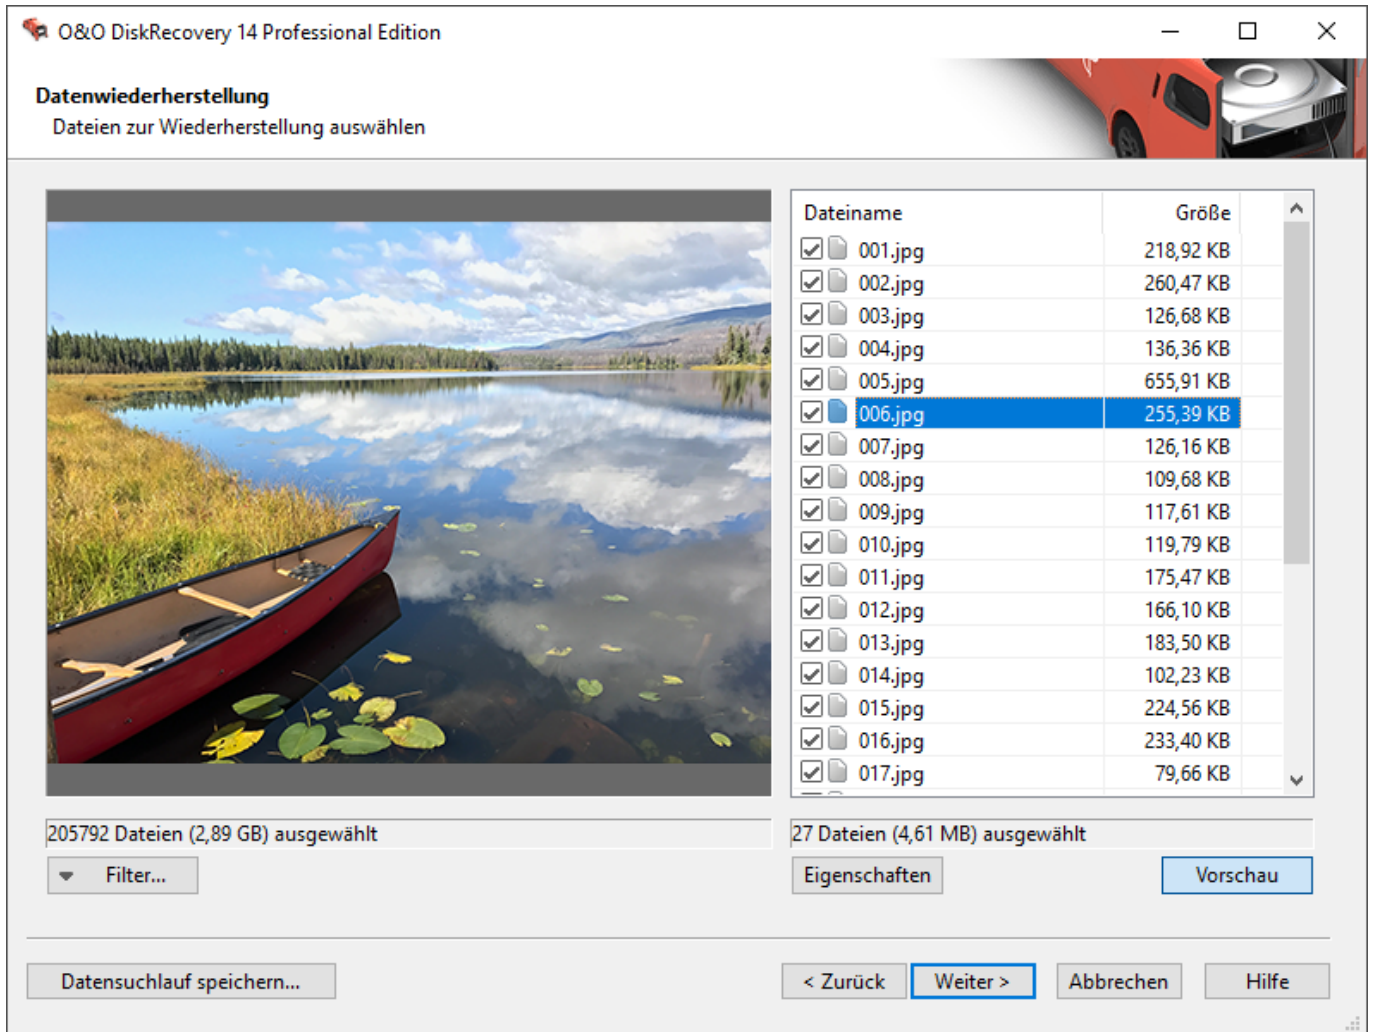 O&O DiskRecovery 14 Professional Edition
Datenwiederherstellung
Dateien zur Wiederherstellung auswählen
Dateiname Größe
001.jpg 218,92 KB
002.jpg 260,47 KB
003.jpg 126,68 KB
004.jpg 136,36 KB
005.jpg 655,91 KB
006.jpg 255,39 KB
007.jpg 126,16 KB
008.jpg 109,68 KB
009.jpg 117,61 KB
010.jpg 119,79 KB
011.jpg 175,47 KB
012.jpg 166,10 KB
013.jpg 183,50 KB
014.jpg 102,23 KB
015.jpg 224,56 KB
016.jpg 233,40 KB
017.jpg 79,66 KB
205792 Dateien (2,89 GB) ausgewählt
27 Dateien (4,61 MB) ausgewählt
Filter...
Eigenschaften
Vorschau
Datensuchlauf speichern...
< Zurück
Weiter >
Abbrechen
Hilfe